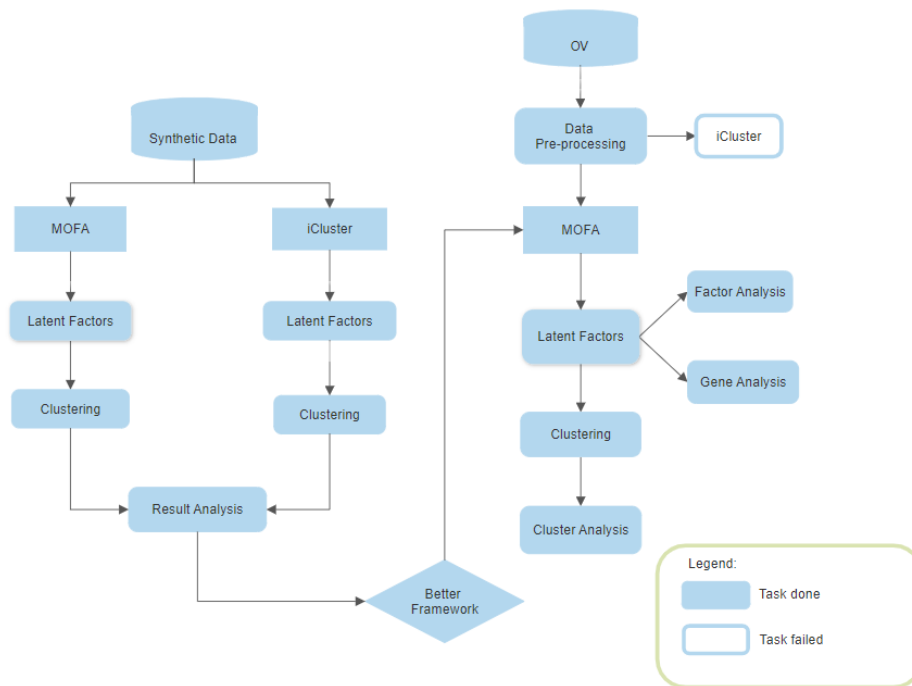 OV
Synthetic Data
Data
Pre-processing
iCluster
MOFA
iCluster
MOFA
Latent Factors
Latent Factors
Latent Factors
Factor Analysis
Gene Analysis
Clustering
Clustering
Clustering
Result Analysis
Cluster Analysis
Better
Framework
Legend:
Task done
Task failed